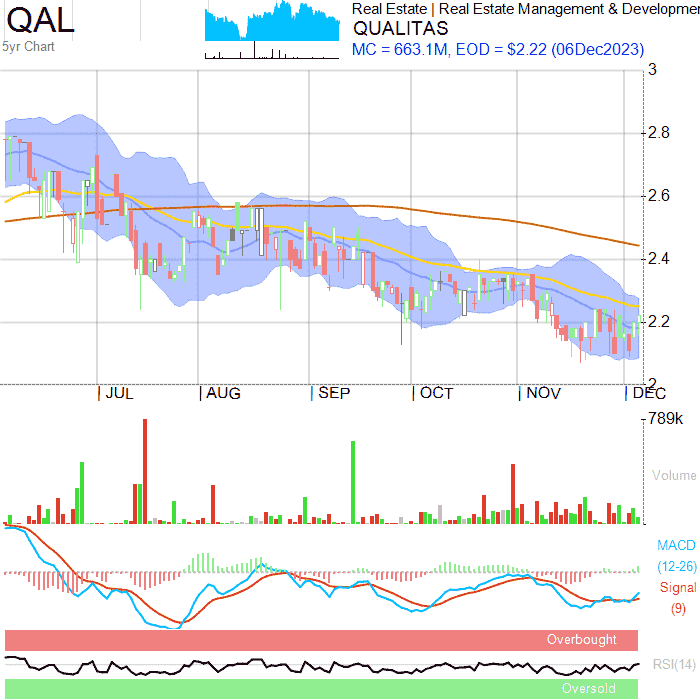 QAL
5yr Chart
Real Estate | Real Estate Management & Developmen
QUALITAS
MC = 663.1M, EOD = $2.22 (06Dec2023)
3
2.8
2.6
2.4
2.2
2
JUL AUG SEP OCT NOV DEC
789k
Volume
MACD
(12-26)
Signal
(9)
Overbought
RSI(14)
Oversold